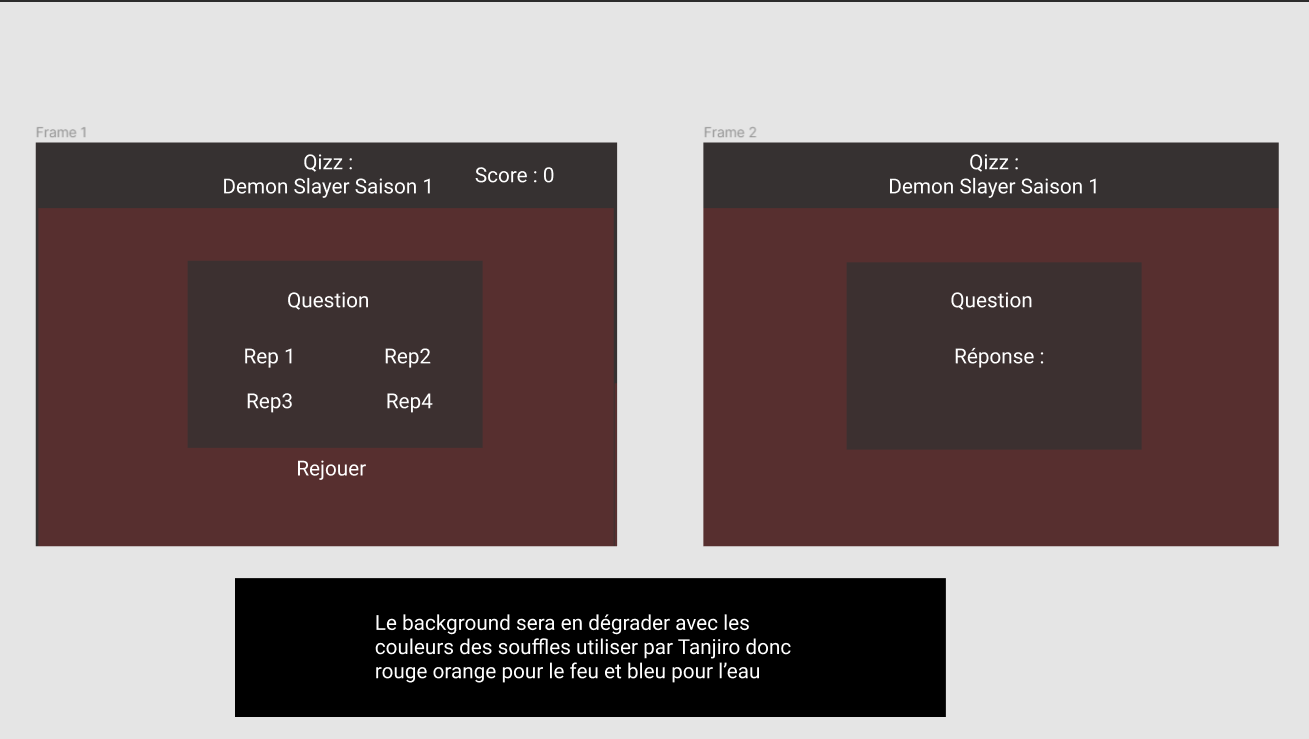 Frame 1
Qizz :
Demon Slayer Saison 1
Score : 0
Question
Rep 1
Rep2
Rep3
Rep4
Rejouer
Frame 2
Qizz :
Demon Slayer Saison 1
Question
Réponse :
Le background sera en dégrader avec les
couleurs des souffles utiliser par Tanjiro donc
rouge orange pour le feu et bleu pour l’eau